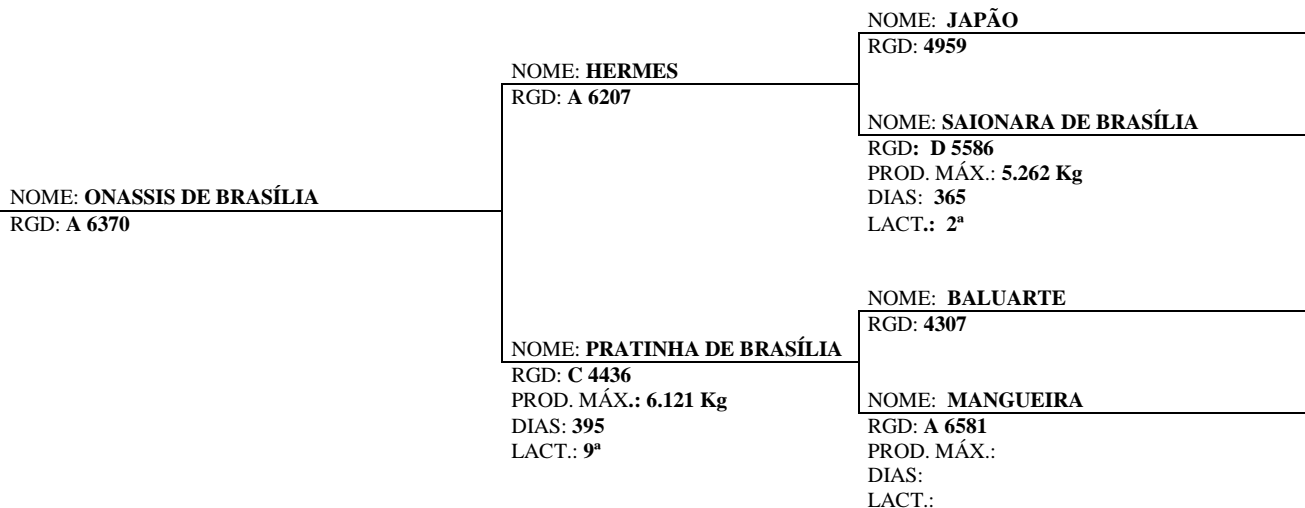 NOME: ONASSIS DE BRASÍLIA
RGD: A 6370
NOME: HERMES
RGD: A 6207
NOME: PRATINHA DE BRASÍLIA
RGD: C 4436
PROD. MÁX.: 6.121 Kg
DIAS: 395
LACT.: 9ª
NOME: JAPÃO
RGD: 4959
NOME: SAIONARA DE BRASÍLIA
RGD: D 5586
PROD. MÁX.: 5.262 Kg
DIAS: 365
LACT.: 2ª
NOME: BALUARTE
RGD: 4307
NOME: MANGUEIRA
RGD: A 6581
PROD. MÁX.:
DIAS:
LACT.: